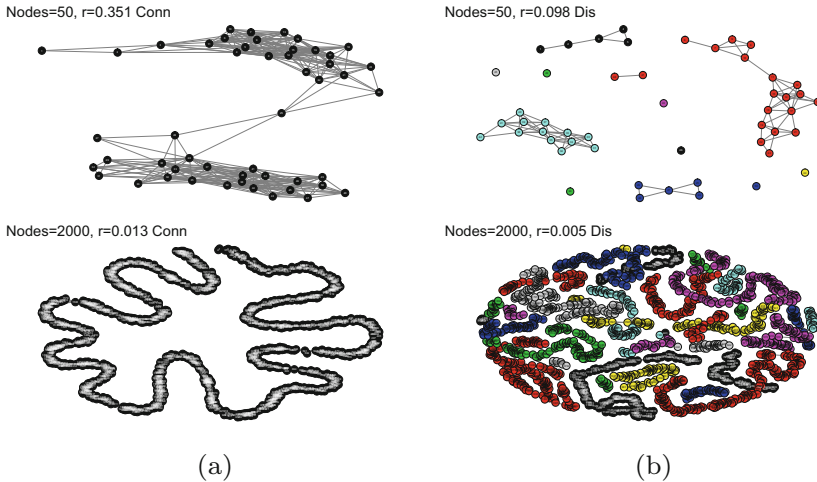 Nodes=50, r=0.351 Conn
Nodes=50, r=0.098 Dis
Nodes=2000, r=0.013 Conn
Nodes=2000, r=0.005 Dis
(a)
(b)